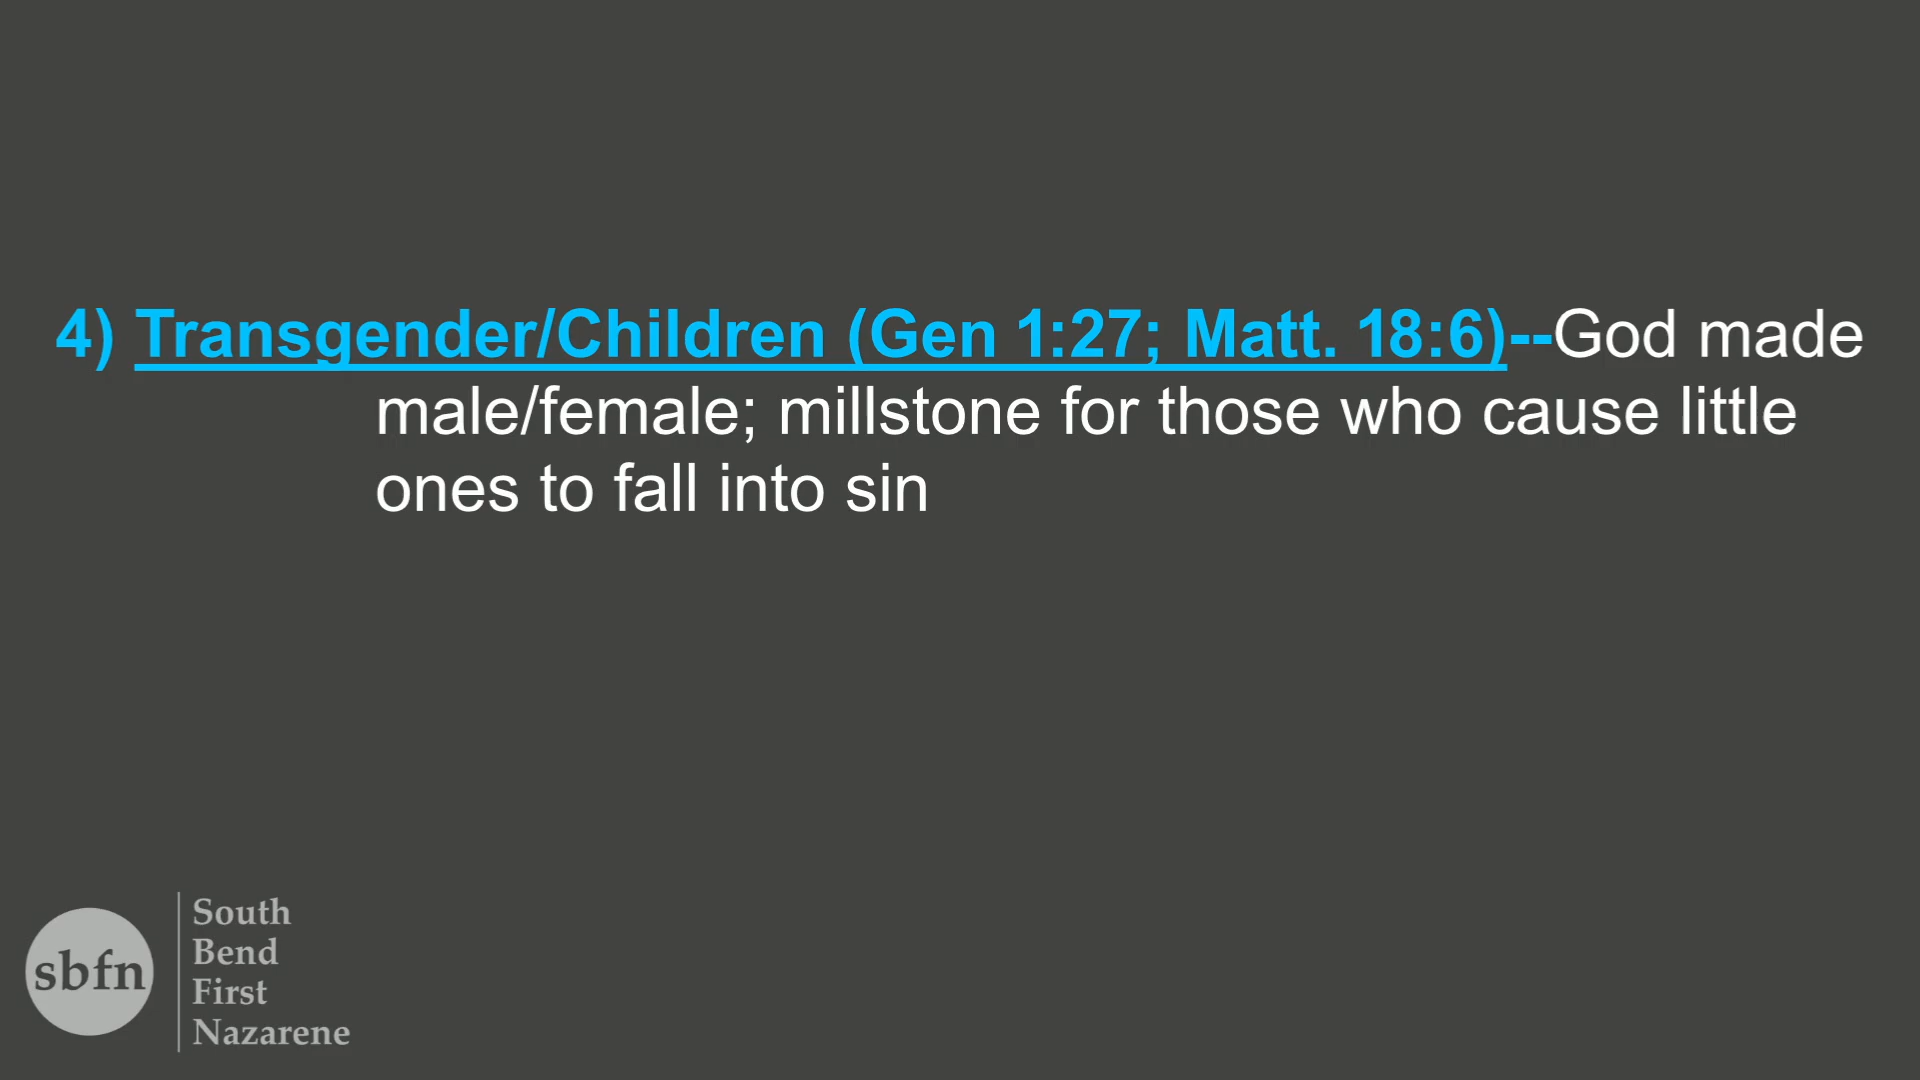 4) Transgender/Children (Gen 1:27; Matt. 18:6)--God made
male/female; millstone for those who cause little
ones to fall into sin
sbfn
South
Bend
First
Nazarene